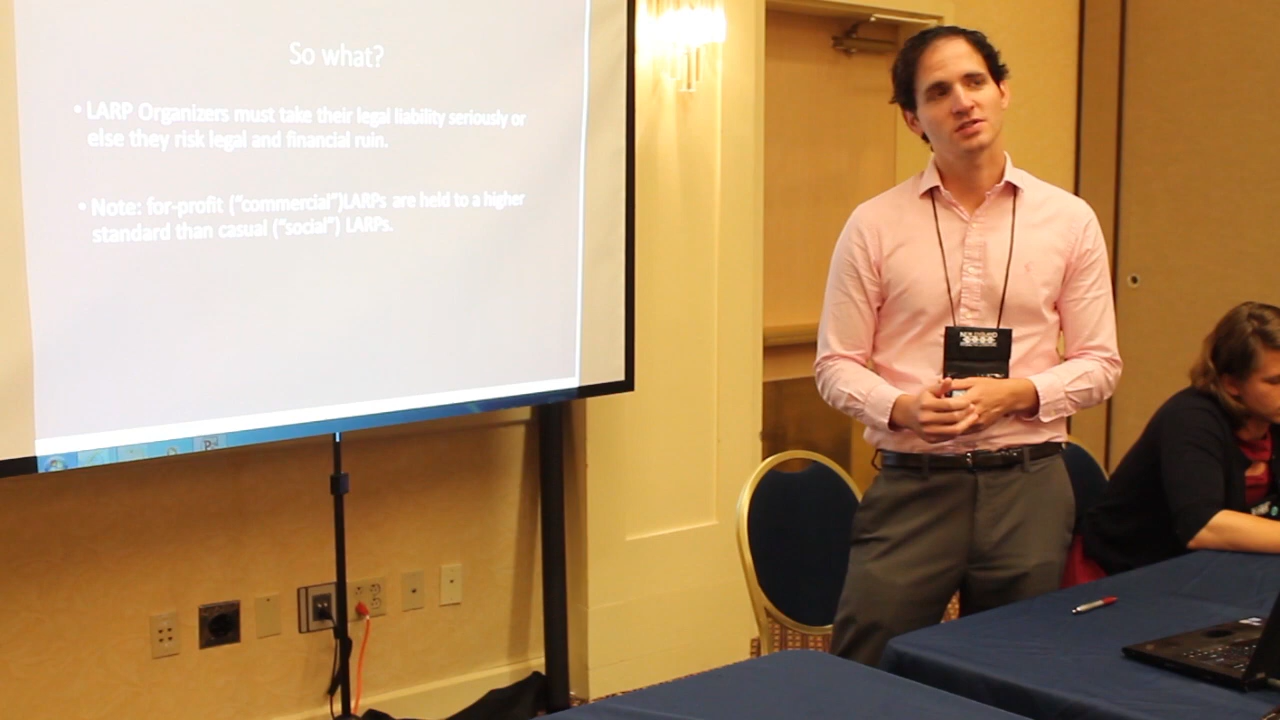 So what?
• LARP Organizers must take their legal liability seriously or
else they risk legal and financial ruin.
• Note: for-profit (“commercial”)LARPs are held to a higher
standard than casual (“social”) LARPs.